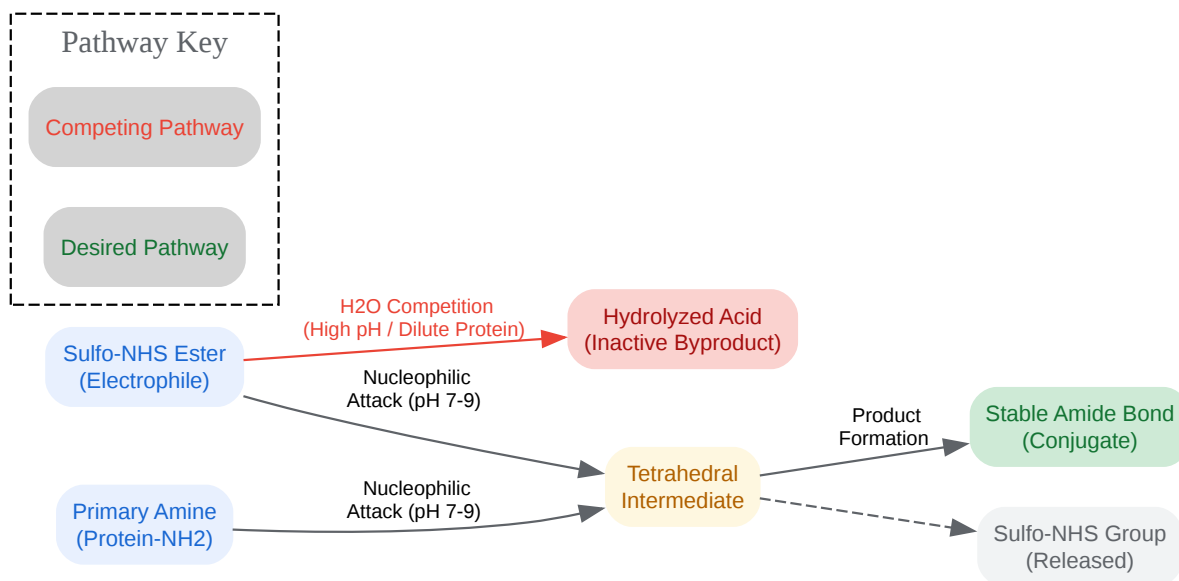 Pathway Key
Competing Pathway
Desired Pathway
H2O Competition
(High pH / Dilute Protein)
Hydrolyzed Acid
(Inactive Byproduct)
Sulfo-NHS Ester
(Electrophile)
Nucleophilic
Attack (pH 7-9)
Product
Formation
Stable Amide Bond
(Conjugate)
Tetrahedral
Intermediate
Nucleophilic
Attack (pH 7-9)
Primary Amine
(Protein-NH2)
Sulfo-NHS Group
(Released)